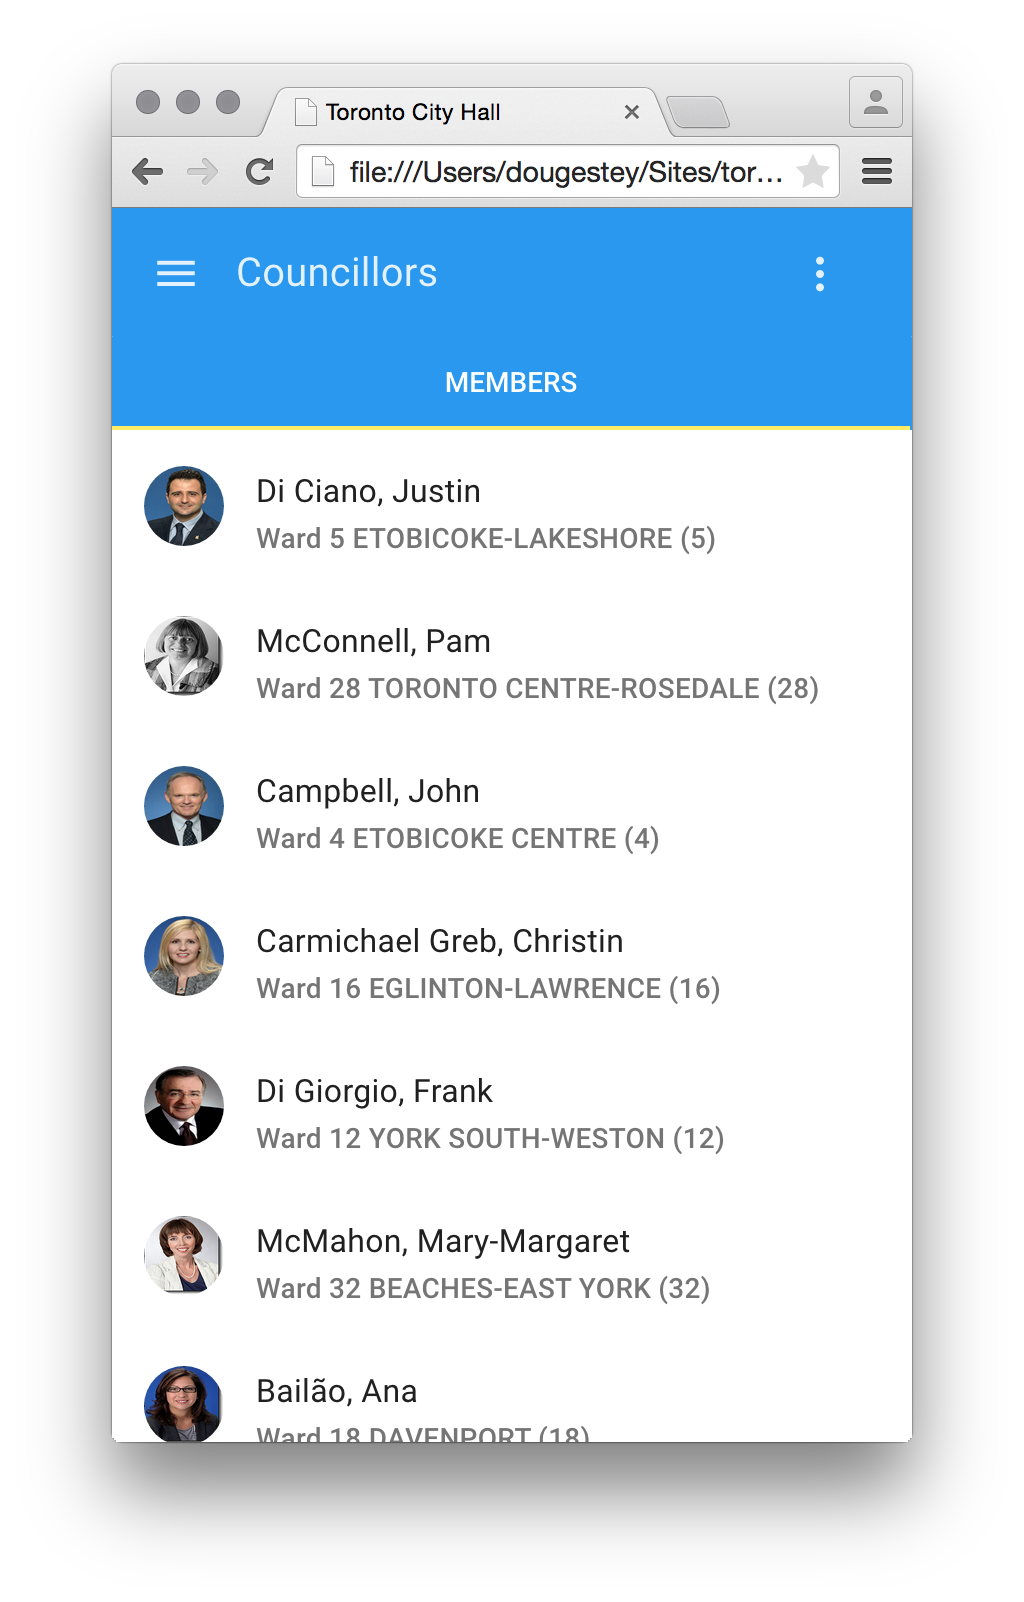 Toronto City Hall
file:///Users/dougestey/Sites/tor...
Councillors
MEMBERS
Di Ciano, Justin
Ward 5 ETOBICOKE-LAKESHORE (5)
McConnell, Pam
Ward 28 TORONTO CENTRE-ROSEDALE (28)
Campbell, John
Ward 4 ETOBICOKE CENTRE (4)
Carmichael Greb, Christin
Ward 16 EGLINTON-LAWRENCE (16)
Di Giorgio, Frank
Ward 12 YORK SOUTH-WESTON (12)
McMahon, Mary-Margaret
Ward 32 BEACHES-EAST YORK (32)
Bailão, Ana
Ward 18 DAVENPORT (18)